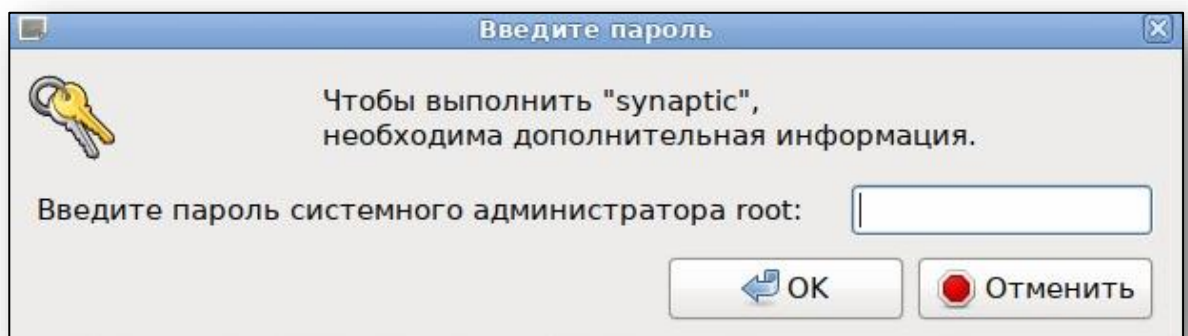 Введите пароль
Чтобы выполнить "synaptic",
необходима дополнительная информация.
Введите пароль системного администратора root:
OK
Отменить